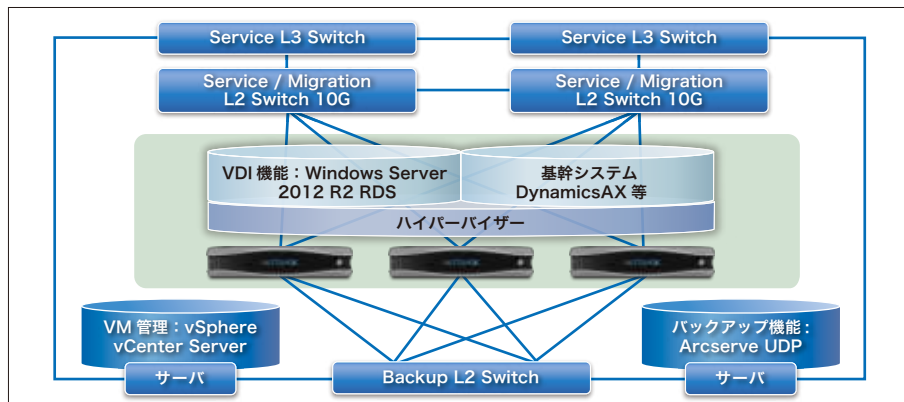 Service L3 Switch
Service L3 Switch
Service / Migration
L2 Switch 10G
Service / Migration
L2 Switch 10G
VDI 機能：Windows Server
2012 R2 RDS
基幹システム
DynamicsAX 等
ハイパーバイザー
VM 管理：vSphere
vCenter Server
サーバ
Backup L2 Switch
バックアップ機能：
Arcserve UDP
サーバ